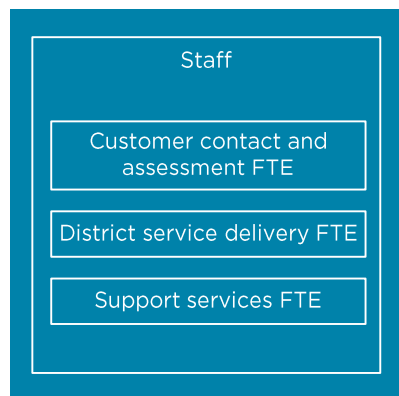 Staff
Customer contact and
assessment FTE
District service delivery FTE
Support services FTE